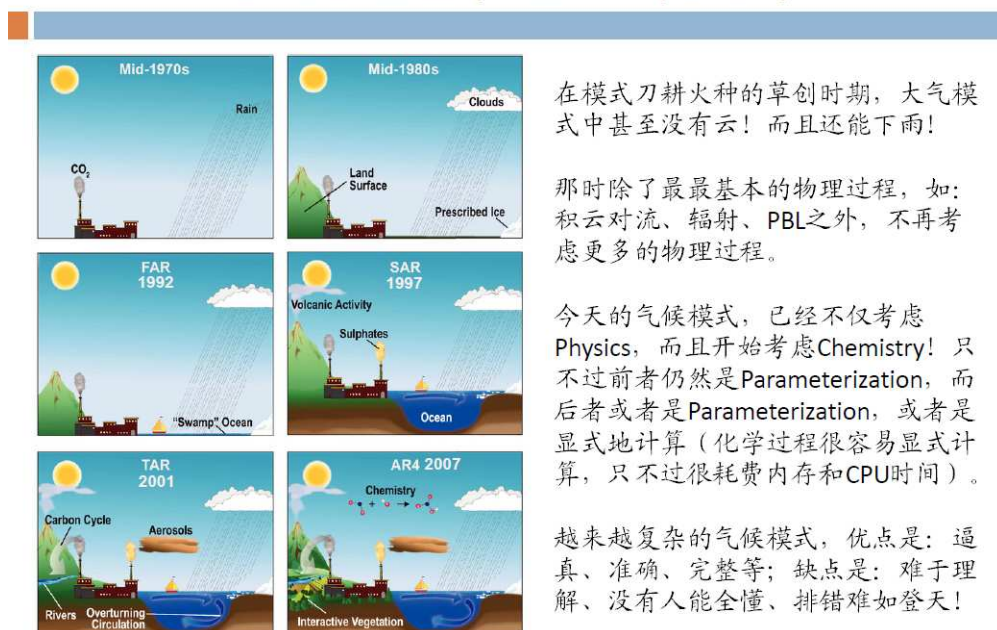 Mid-1970s
Rain
CO₂
Mid-1980s
Clouds
Land
Surface
Prescribed Ice
FAR
1992
"Swamp" Ocean
SAR
1997
Volcanic Activity
Sulphates
Ocean
TAR
2001
Carbon Cycle
Aerosols
Rivers
Overturning
Circulation
AR4 2007
Chemistry
Interactive Vegetation
在模式刀耕火种的草创时期，大气模
式中甚至没有云！而且还能下雨！
那时除了最最基本的物理过程，如：
积云对流、辐射、PBL之外，不再考
虑更多的物理过程。
今天的气候模式，已经不仅考虑
Physics，而且开始考虑Chemistry！只
不过前者仍然是Parameterization，而
后者或者是Parameterization，或者是
显式地计算（化学过程很容易显式计
算，只不过很耗费内存和CPU时间）。
越来越复杂的气候模式，优点是：逼
真、准确、完整等；缺点是：难于理
解、没有人能全懂、排错难如登天！